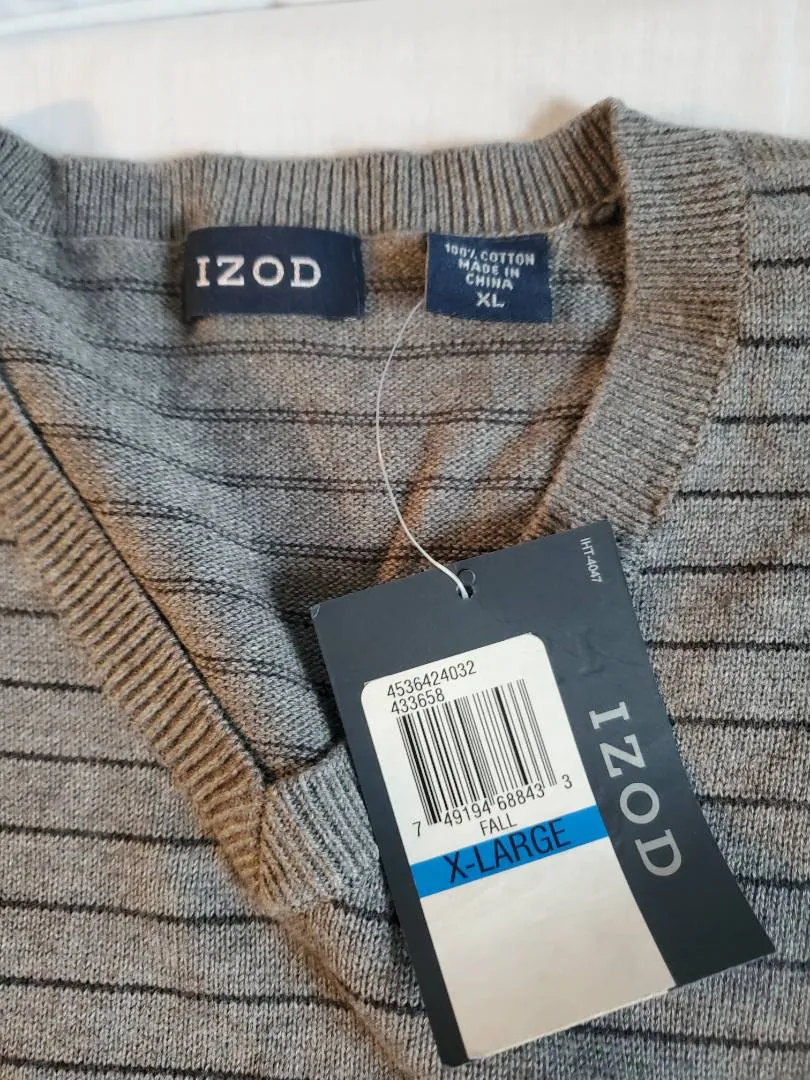 IZOD
100% COTTON
MADE IN
CHINA
XL
IHT-4047
4536424032
433658
7 49194 68843 3
FALL
X-LARGE
IZOD